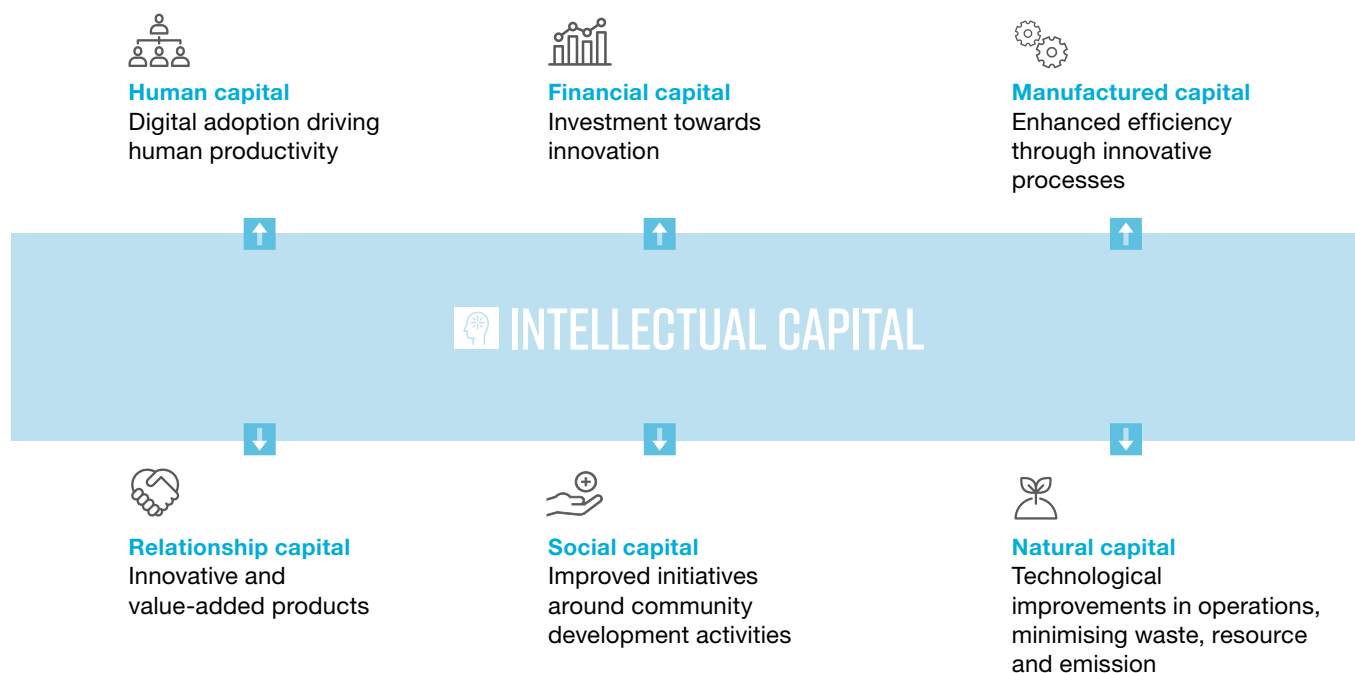 Human capital
Digital adoption driving
human productivity
Financial capital
Investment towards
innovation
Manufactured capital
Enhanced efficiency
through innovative
processes
INTELLECTUAL CAPITAL
Relationship capital
Innovative and
value-added products
Social capital
Improved initiatives
around community
development activities
Natural capital
Technological
improvements in operations,
minimising waste, resource
and emission